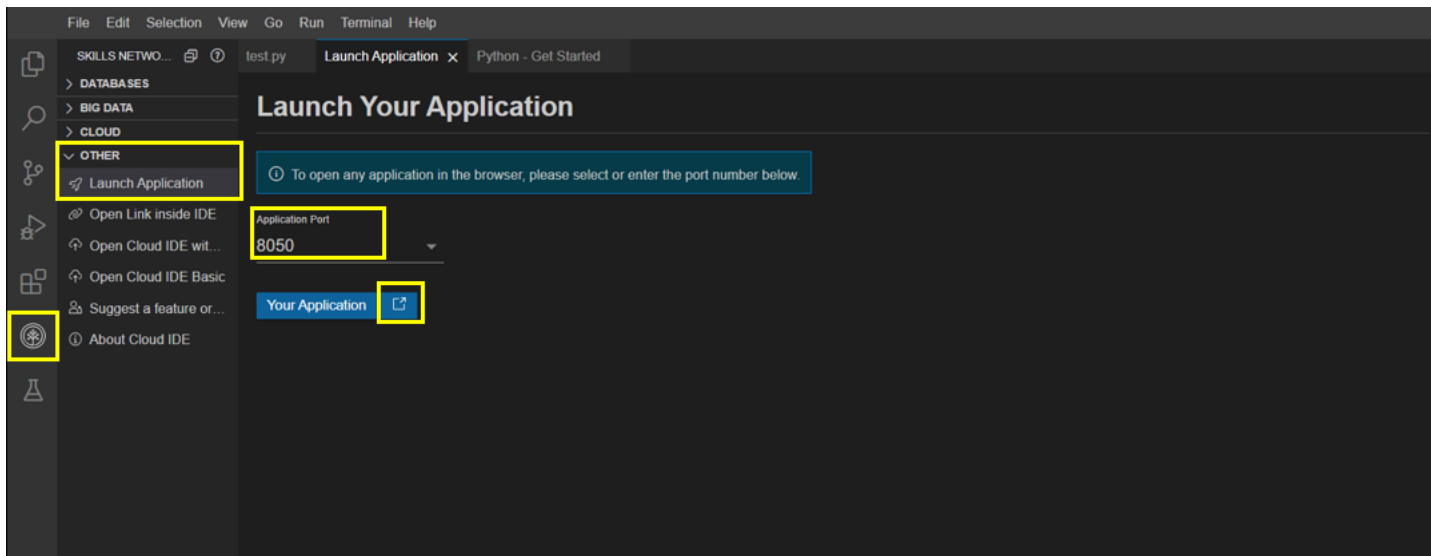 File Edit Selection View Go Run Terminal Help
SKILLS NETWO...
test.py Launch Application Python - Get Started
DATABASES
BIG DATA
CLOUD
OTHER
Launch Application
Open Link inside IDE
Open Cloud IDE wit...
Open Cloud IDE Basic
Suggest a feature or...
About Cloud IDE
Launch Your Application
To open any application in the browser, please select or enter the port number below.
Application Port
8050
Your Application